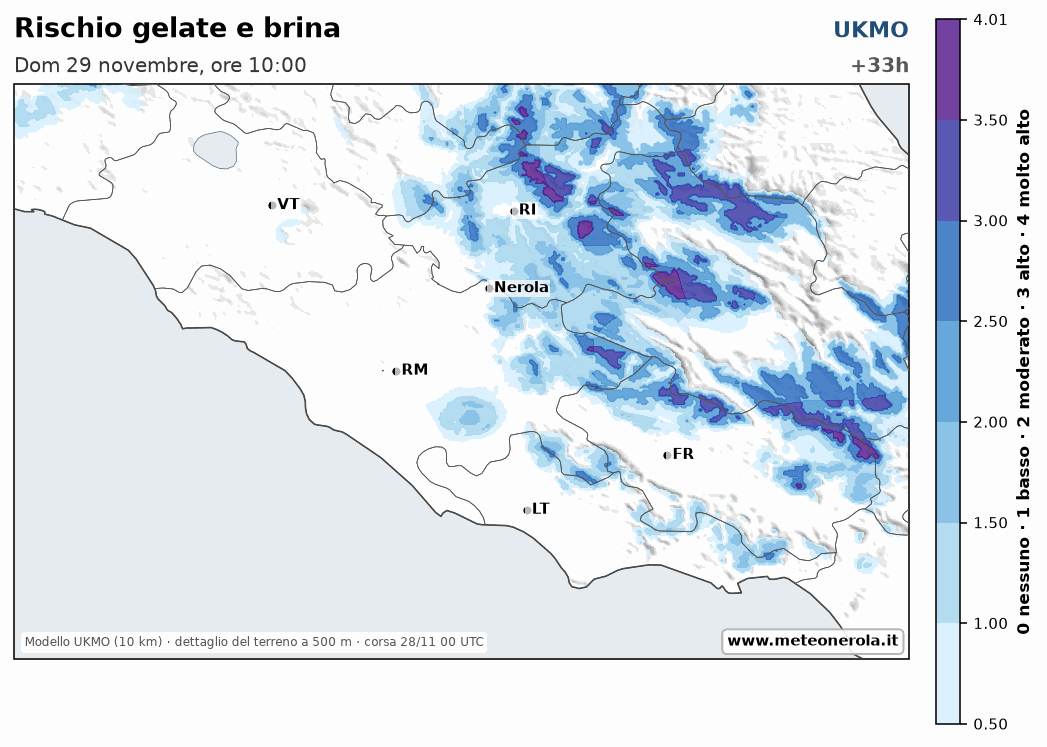 Rischio gelate e brina
UKMO
Dom 29 novembre, ore 10:00
+33h
VT
RI
Nerola
RM
FR
LT
Modello UKMO (10 km) · dettaglio del terreno a 500 m · corsa 28/11 00 UTC
www.meteonerola.it
4.01
3.50
3.00
2.50
2.00
1.50
1.00
0.50
0 nessuno · 1 basso · 2 moderato · 3 alto · 4 molto alto